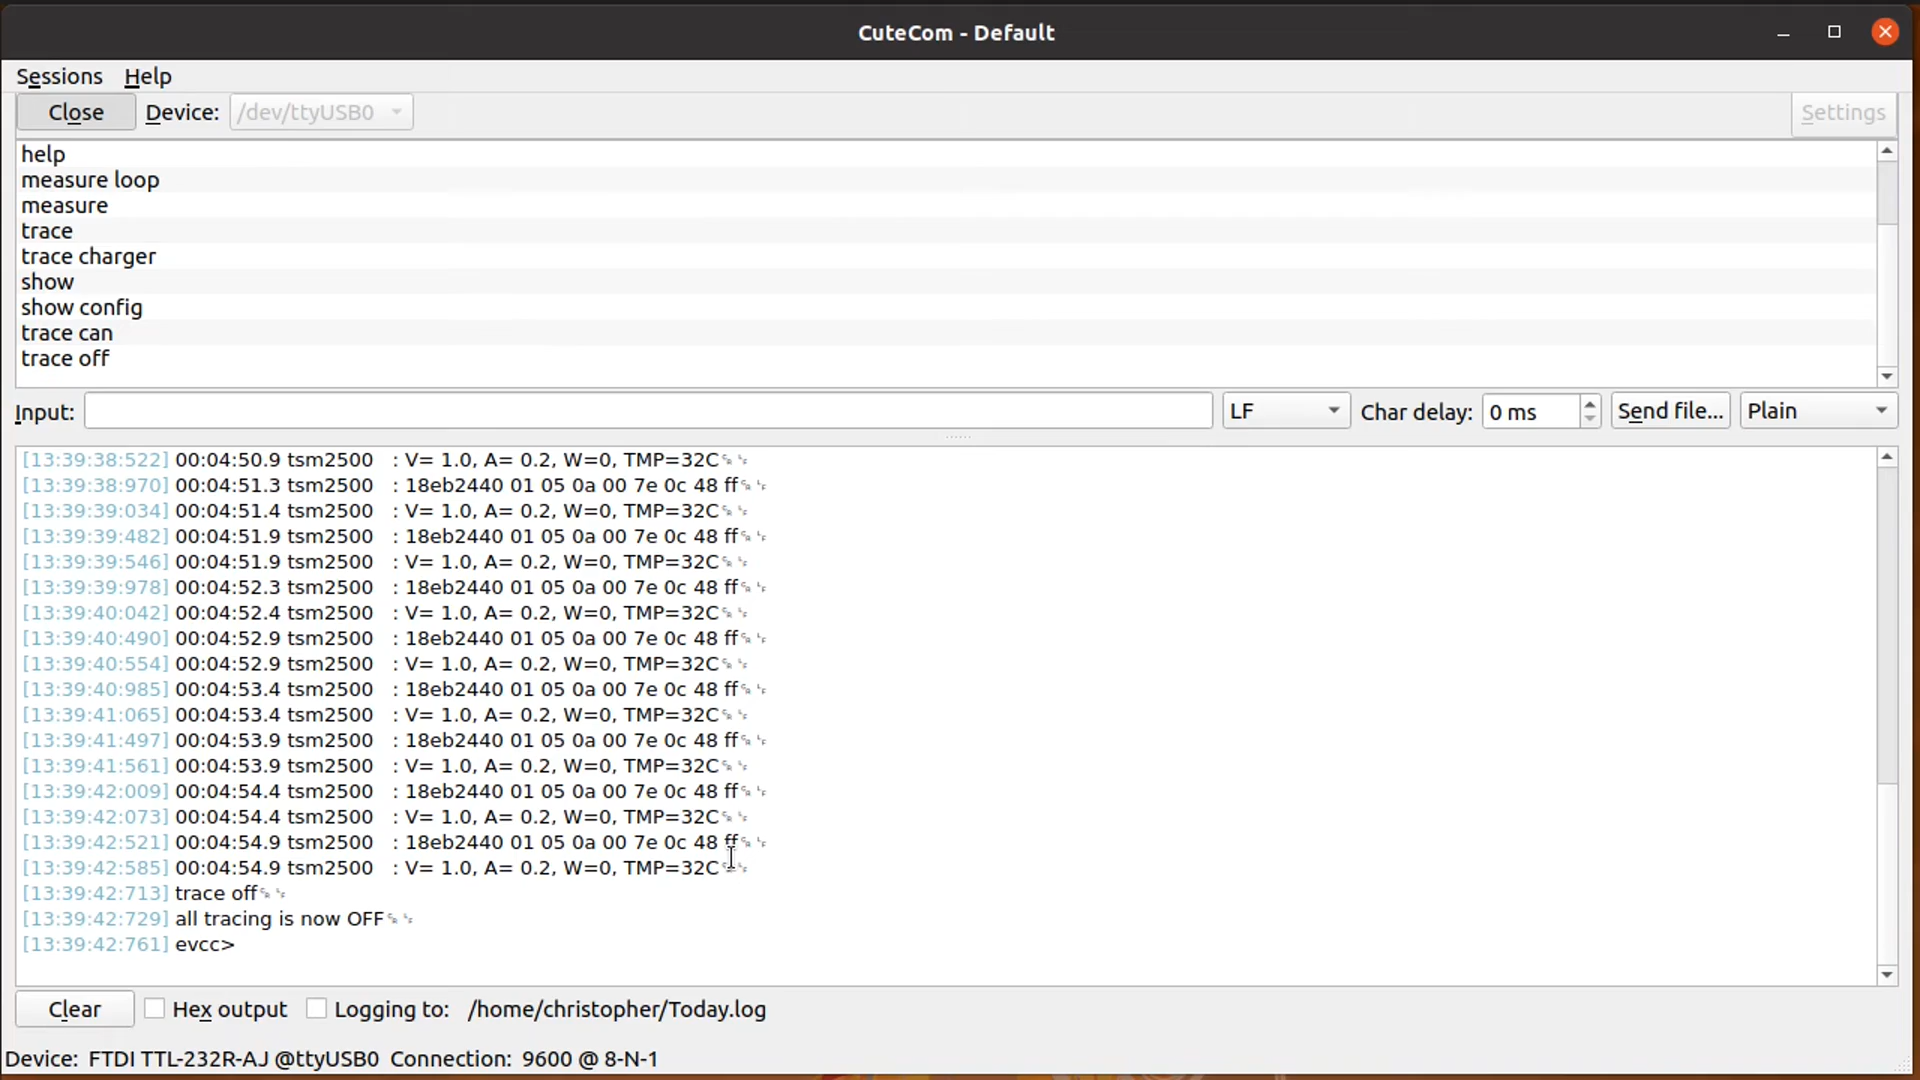 CuteCom - Default
Sessions Help
Close Device: /dev/ttyUSB0 Settings
help
measure loop
measure
trace
trace charger
show
show config
trace can
trace off
Input: LF Char delay: 0 ms Send file... Plain
[13:39:38:522] 00:04:50.9 tsm2500 : V= 1.0, A= 0.2, W=0, TMP=32C␍␊
[13:39:38:970] 00:04:51.3 tsm2500 : 18eb2440 01 05 0a 00 7e 0c 48 ff␍␊
[13:39:39:034] 00:04:51.4 tsm2500 : V= 1.0, A= 0.2, W=0, TMP=32C␍␊
[13:39:39:482] 00:04:51.9 tsm2500 : 18eb2440 01 05 0a 00 7e 0c 48 ff␍␊
[13:39:39:546] 00:04:51.9 tsm2500 : V= 1.0, A= 0.2, W=0, TMP=32C␍␊
[13:39:39:978] 00:04:52.3 tsm2500 : 18eb2440 01 05 0a 00 7e 0c 48 ff␍␊
[13:39:40:042] 00:04:52.4 tsm2500 : V= 1.0, A= 0.2, W=0, TMP=32C␍␊
[13:39:40:490] 00:04:52.9 tsm2500 : 18eb2440 01 05 0a 00 7e 0c 48 ff␍␊
[13:39:40:554] 00:04:52.9 tsm2500 : V= 1.0, A= 0.2, W=0, TMP=32C␍␊
[13:39:40:985] 00:04:53.4 tsm2500 : 18eb2440 01 05 0a 00 7e 0c 48 ff␍␊
[13:39:41:065] 00:04:53.4 tsm2500 : V= 1.0, A= 0.2, W=0, TMP=32C␍␊
[13:39:41:497] 00:04:53.9 tsm2500 : 18eb2440 01 05 0a 00 7e 0c 48 ff␍␊
[13:39:41:561] 00:04:53.9 tsm2500 : V= 1.0, A= 0.2, W=0, TMP=32C␍␊
[13:39:42:009] 00:04:54.4 tsm2500 : 18eb2440 01 05 0a 00 7e 0c 48 ff␍␊
[13:39:42:073] 00:04:54.4 tsm2500 : V= 1.0, A= 0.2, W=0, TMP=32C␍␊
[13:39:42:521] 00:04:54.9 tsm2500 : 18eb2440 01 05 0a 00 7e 0c 48 ff␍␊
[13:39:42:585] 00:04:54.9 tsm2500 : V= 1.0, A= 0.2, W=0, TMP=32C␍␊
[13:39:42:713] trace off␍␊
[13:39:42:729] all tracing is now OFF␍␊
[13:39:42:761] evcc>
Clear Hex output Logging to: /home/christopher/Today.log
Device: FTDI TTL-232R-AJ @ttyUSB0 Connection: 9600 @ 8-N-1